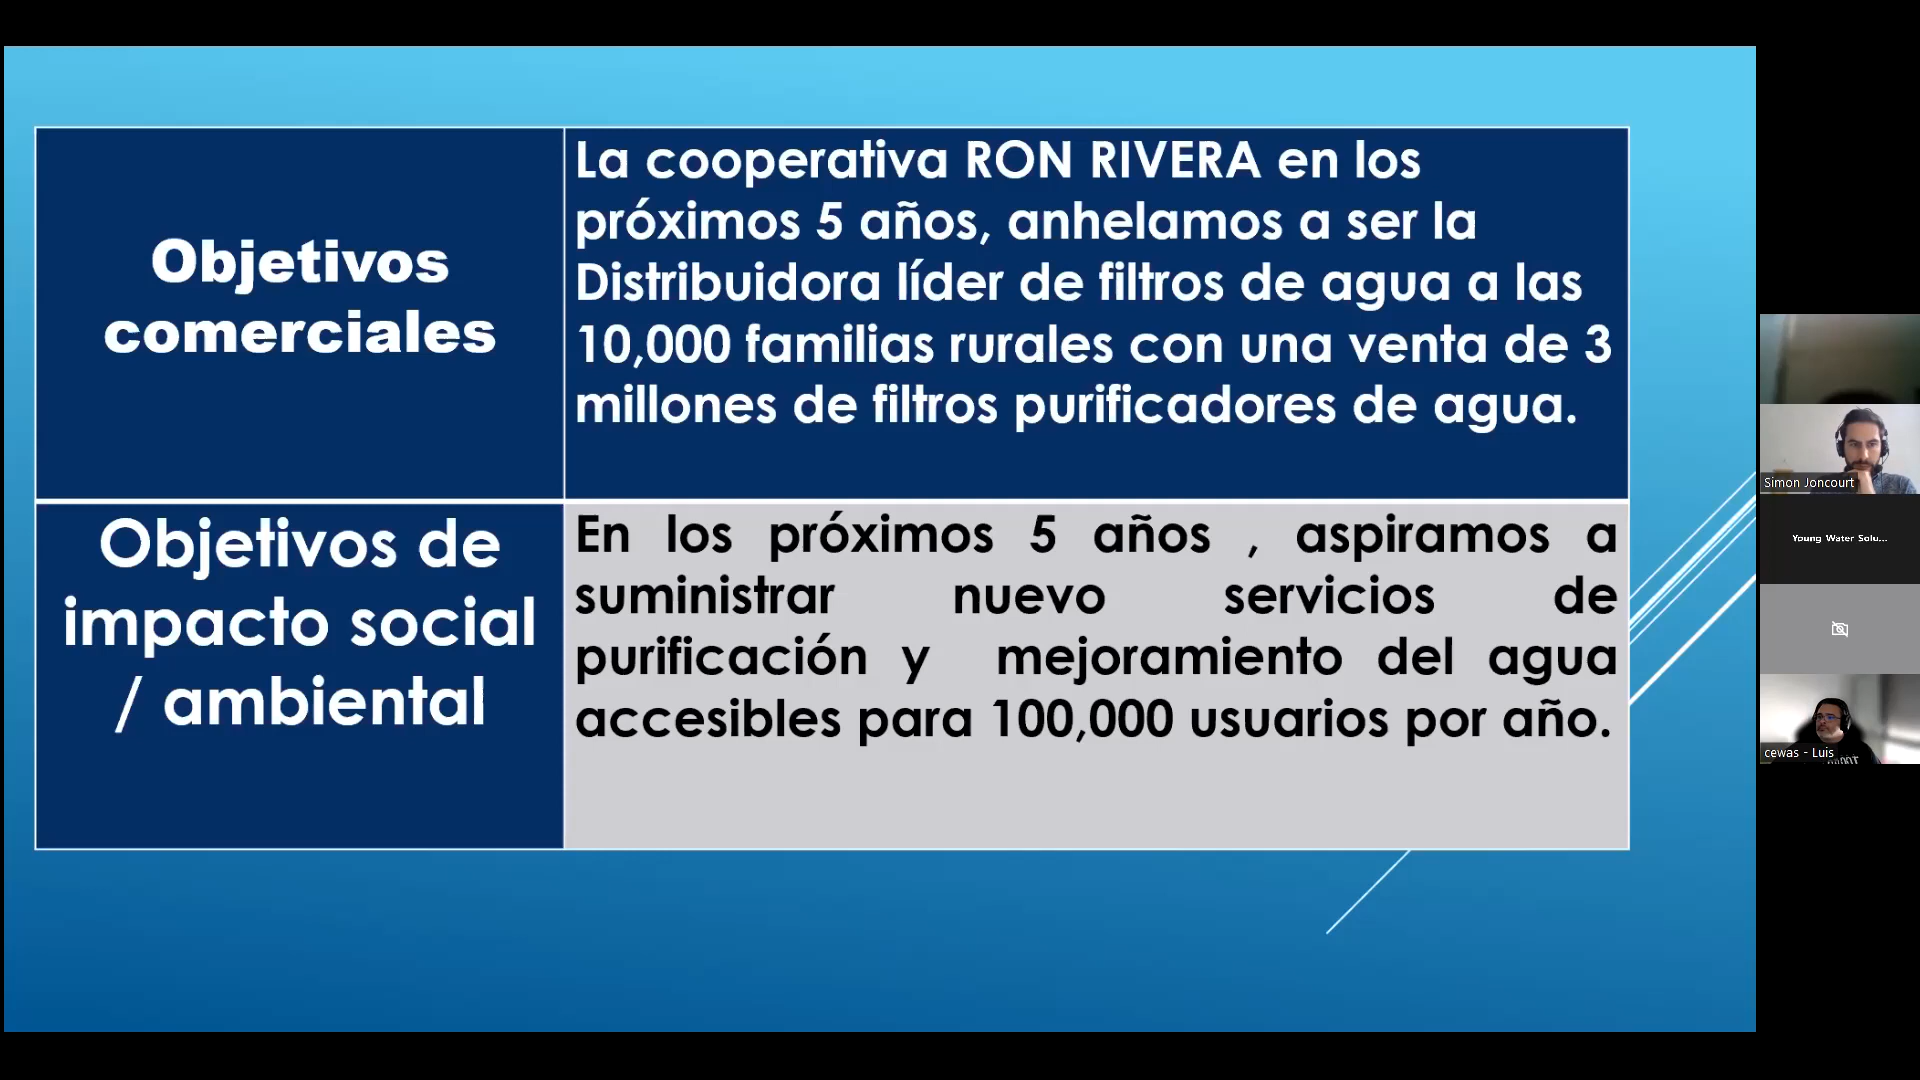 Objetivos
comerciales
La cooperativa RON RIVERA en los
próximos 5 años, anhelamos a ser la
Distribuidora líder de filtros de agua a las
10,000 familias rurales con una venta de 3
millones de filtros purificadores de agua.
Objetivos de
impacto social
/ ambiental
En los próximos 5 años , aspiramos a
suministrar nuevo servicios de
purificación y mejoramiento del agua
accesibles para 100,000 usuarios por año.
Simon Joncourt
Young Water Solu...
cewas - Luis